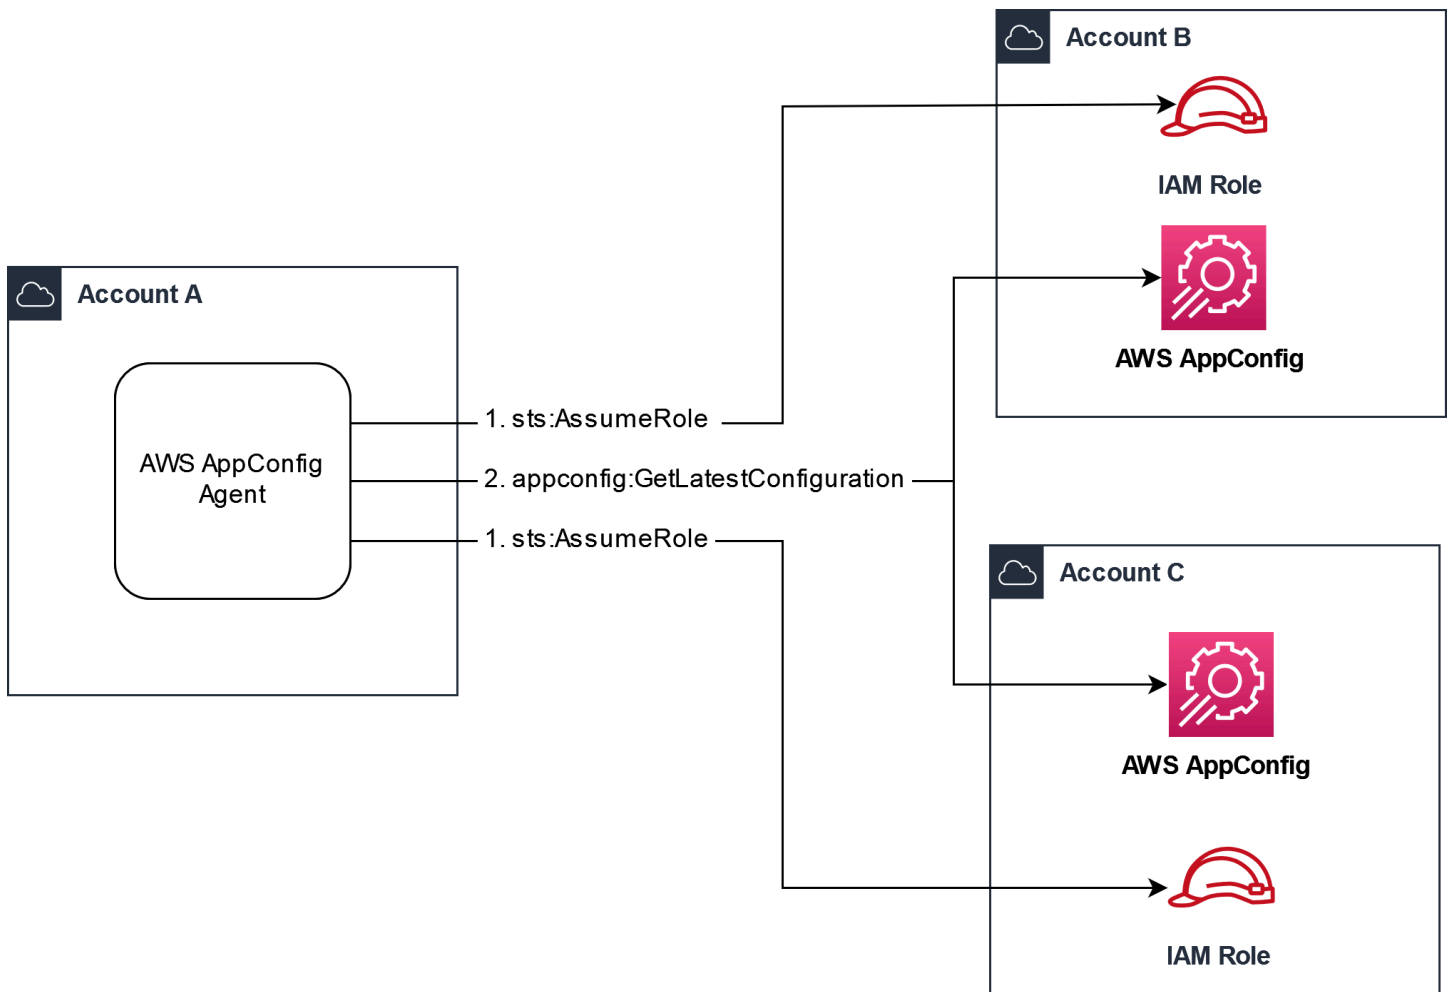 Account B
IAM Role
AWS AppConfig
Account A
AWS AppConfig
Agent
1. sts:AssumeRole
2. appconfig:GetLatestConfiguration
1. sts:AssumeRole
Account C
AWS AppConfig
IAM Role